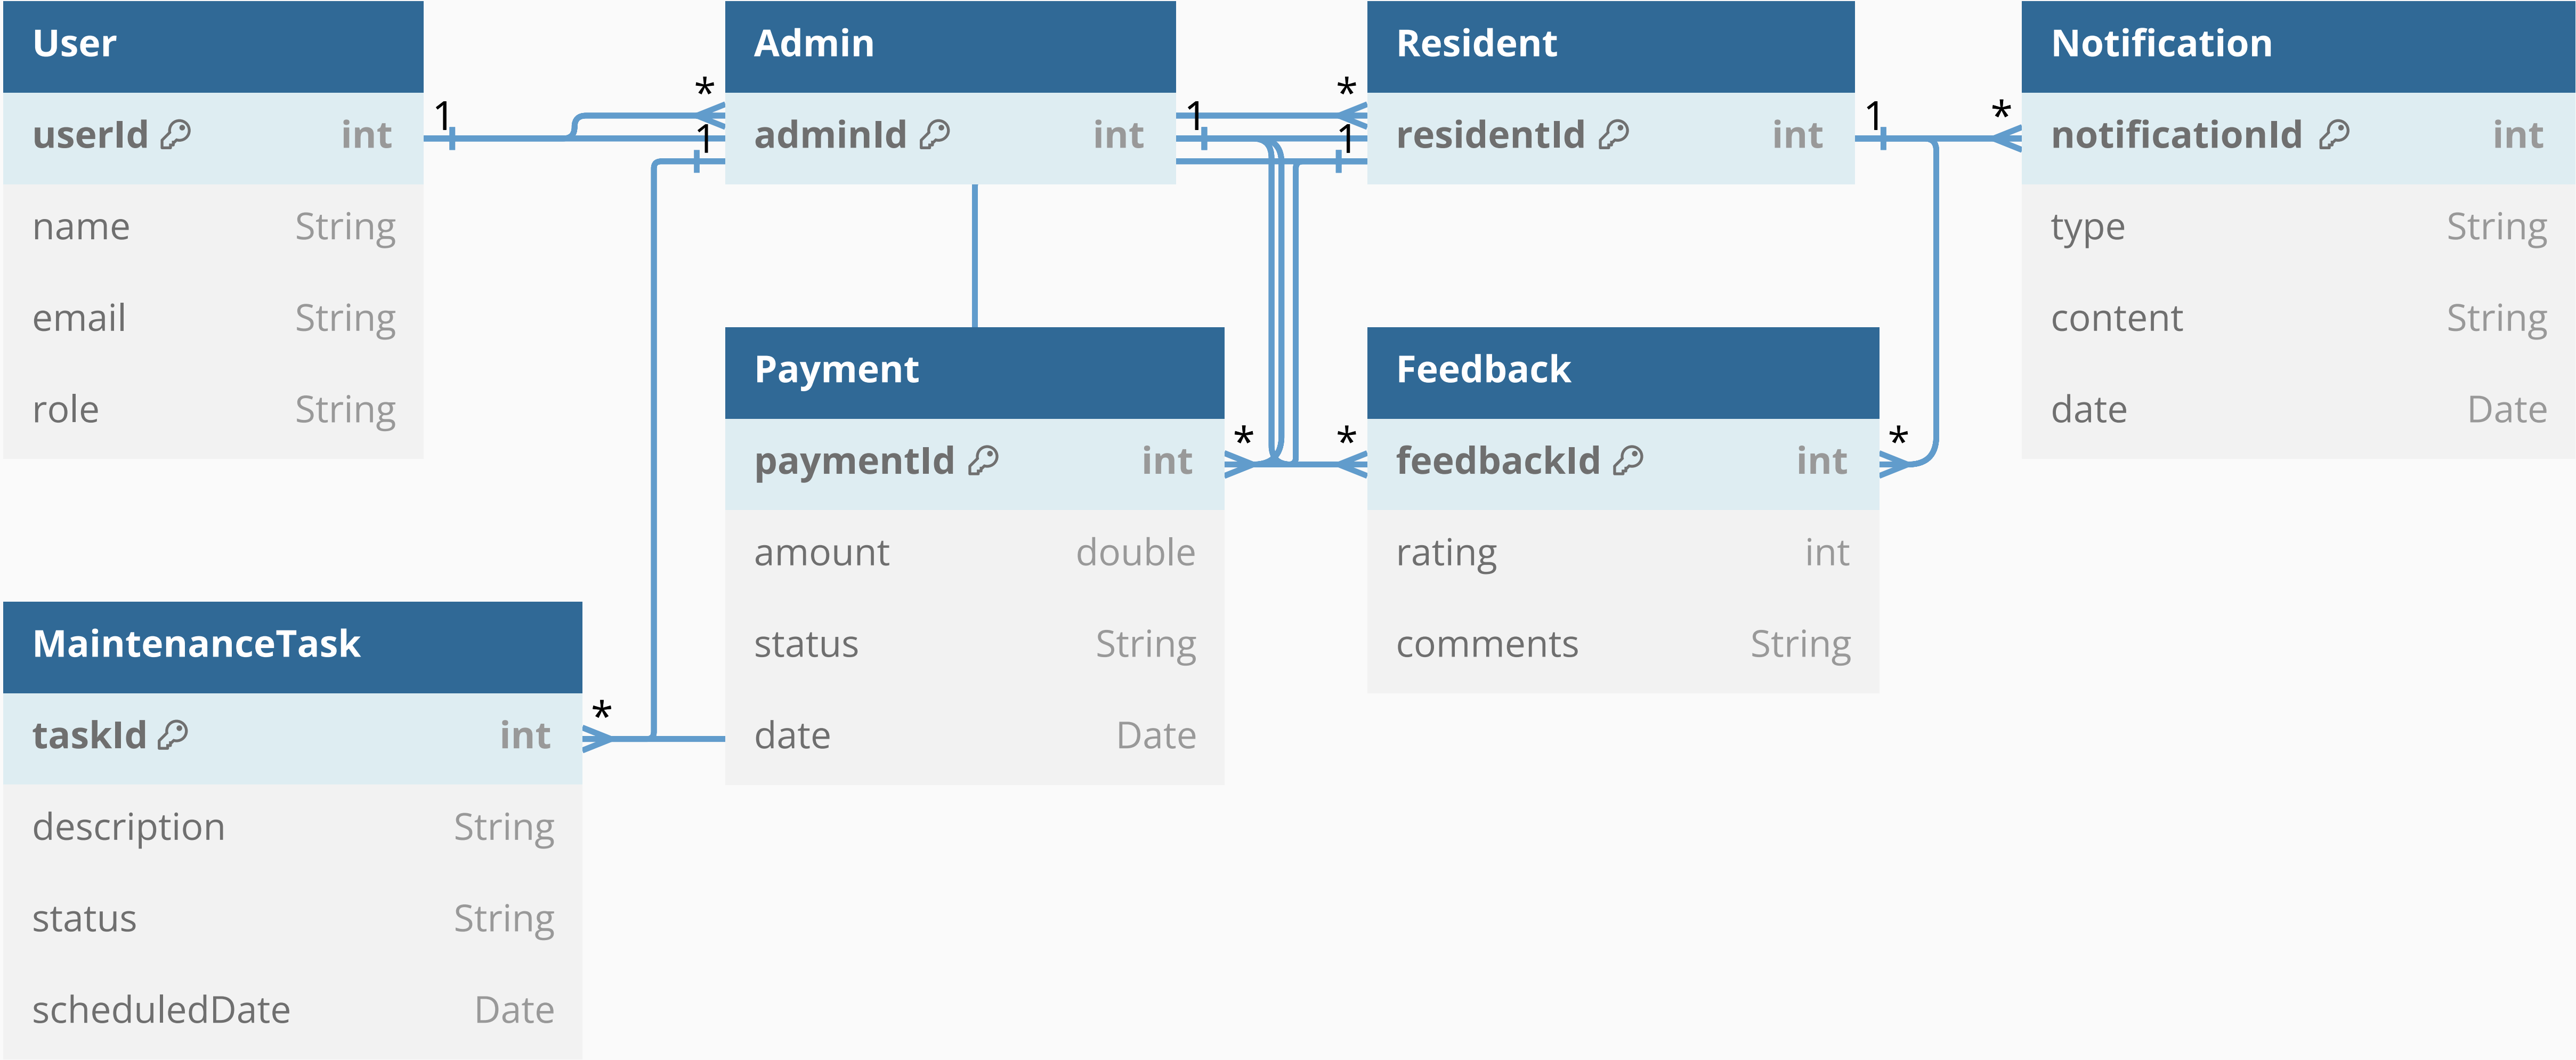 User
userId int
name String
email String
role String
1
*
1
Admin
adminId int
1
*
1
Resident
residentId int
1
*
Notification
notificationId int
type String
content String
date Date
Payment
paymentId int
amount double
status String
date Date
*
*
Feedback
feedbackId int
rating int
comments String
*
MaintenanceTask
taskId int
description String
status String
scheduledDate Date
*